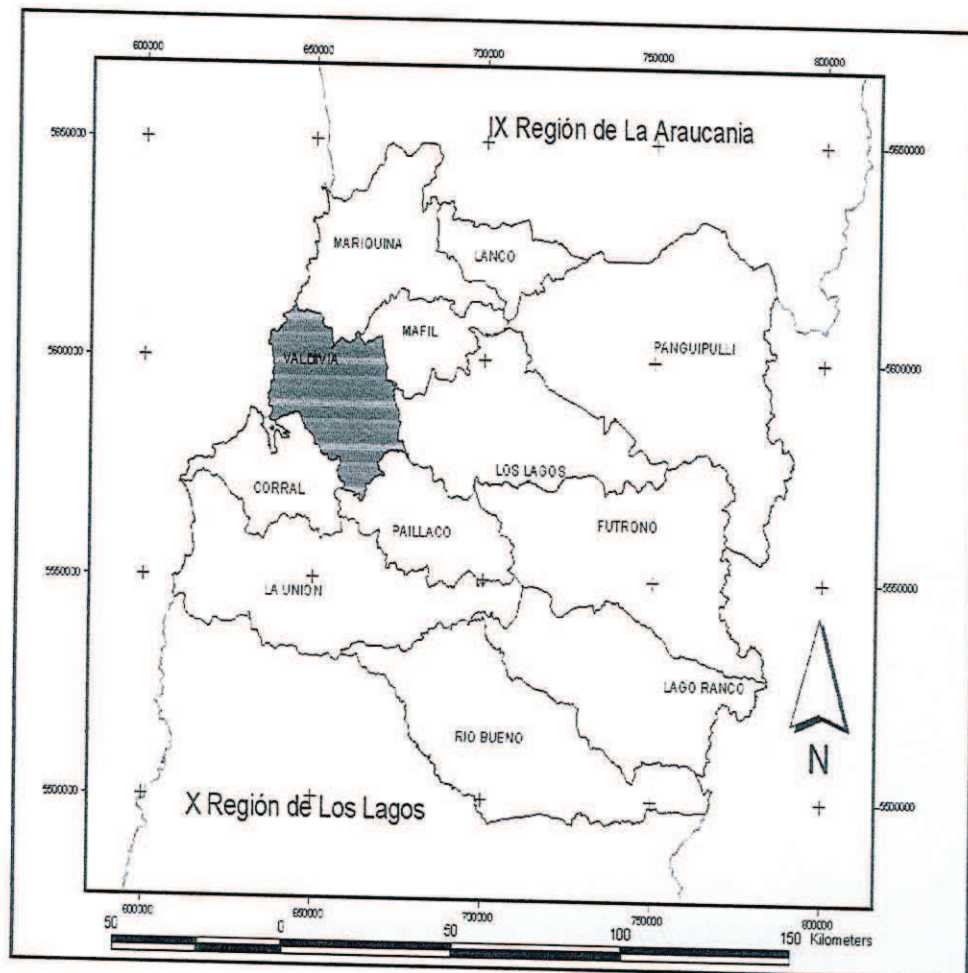 600000 650000 700000 750000 800000
IX Región de La Araucania
5650000 5650000
MARIQUINA
LANCO
MAFIL
VALDIVIA
PANGUIPULLI
5600000 5600000
LOS LAGOS
CORRAL
FUTRONO
PAILLACO
5550000 5550000
LA UNION
LAGO RANCO
RIO BUENO
N
5500000 5500000
X Región de Los Lagos
600000 650000 700000 750000 800000
50 0 50 100 150 Kilometers